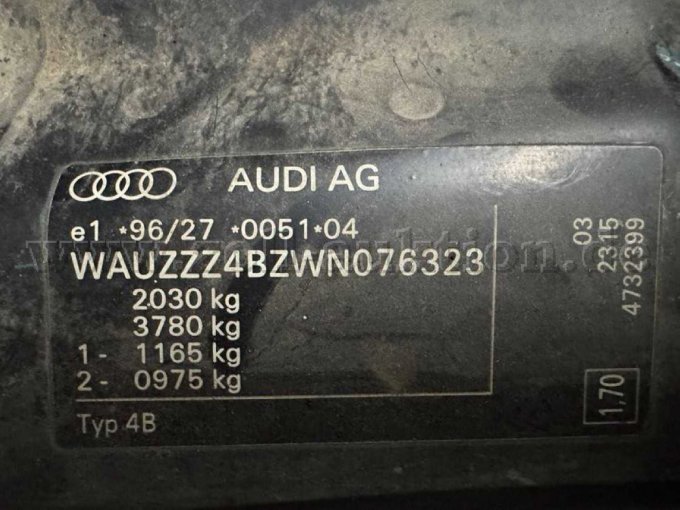 AUDI AG
e1 *96/27 *0051*04
WAUZZZ4BZWN076323
2030 kg
3780 kg
1- 1165 kg
2- 0975 kg
Typ 4B
03
2315
4732399
1,70